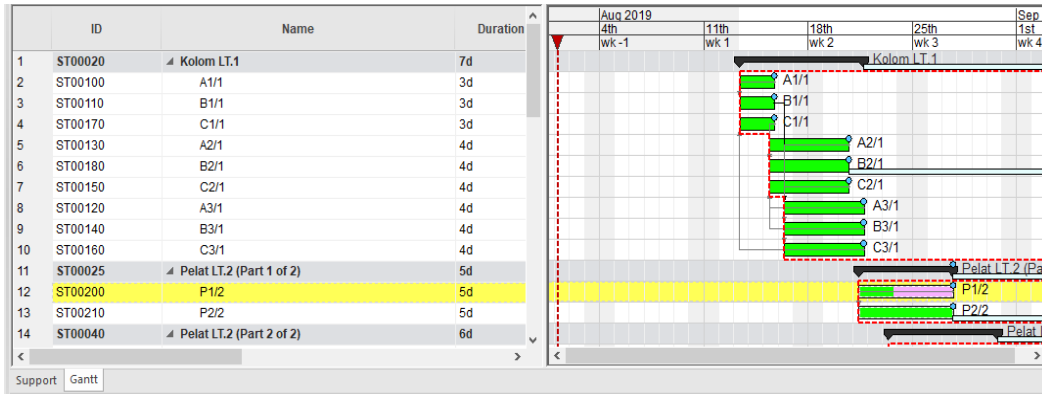 Aug 2019 Sep
ID Name Duration 4th 11th 18th 25th 1st
wk -1 wk 1 wk 2 wk 3 wk 4
1 ST00020 Kolom LT.1 7d Kolom LT.1
2 ST00100 A1/1 3d A1/1
3 ST00110 B1/1 3d B1/1
4 ST00170 C1/1 3d C1/1
5 ST00130 A2/1 4d A2/1
6 ST00180 B2/1 4d B2/1
7 ST00150 C2/1 4d C2/1
8 ST00120 A3/1 4d A3/1
9 ST00140 B3/1 4d B3/1
10 ST00160 C3/1 4d C3/1
11 ST00025 Pelat LT.2 (Part 1 of 2) 5d Pelat LT.2 (Pa
12 ST00200 P1/2 5d P1/2
13 ST00210 P2/2 5d P2/2
14 ST00040 Pelat LT.2 (Part 2 of 2) 6d Pelat
Support Gantt